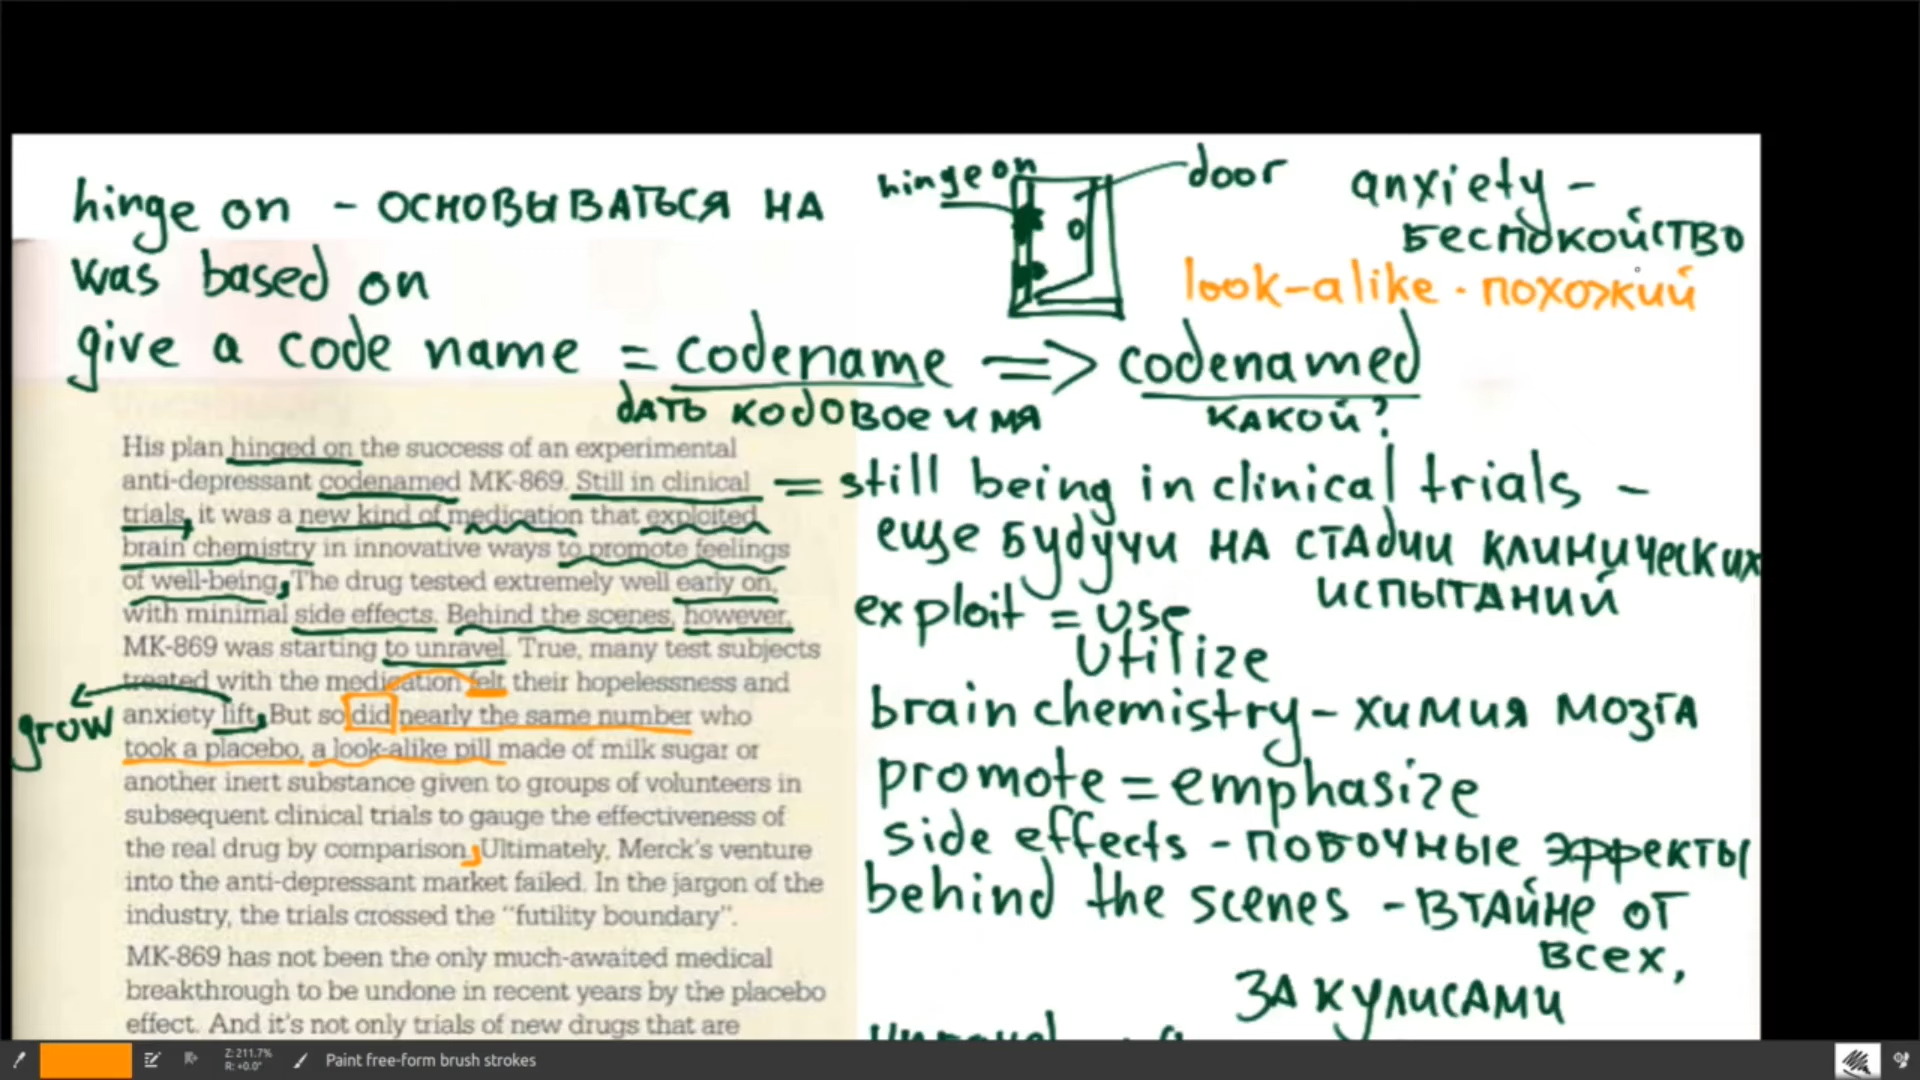 hinge on - ОСНОВЫВАТЬСЯ НА
was based on
hinge on
door
anxiety - БЕСПОКОЙСТВО
look-alike - ПОХОЖИЙ
give a code name = codename => codenamed
ДАТЬ КОДОВОЕ ИМЯ
КАКОЙ?
His plan hinged on the success of an experimental
anti-depressant codenamed MK-869. Still in clinical
trials, it was a new kind of medication that exploited
brain chemistry in innovative ways to promote feelings
of well-being. The drug tested extremely well early on,
with minimal side effects. Behind the scenes, however,
MK-869 was starting to unravel. True, many test subjects
treated with the medication felt their hopelessness and
anxiety lift. But so did nearly the same number who
took a placebo, a look-alike pill made of milk sugar or
another inert substance given to groups of volunteers in
subsequent clinical trials to gauge the effectiveness of
the real drug by comparison. Ultimately, Merck's venture
into the anti-depressant market failed. In the jargon of the
industry, the trials crossed the "futility boundary".
MK-869 has not been the only much-awaited medical
breakthrough to be undone in recent years by the placebo
effect. And it's not only trials of new drugs that are
grow
= still being in clinical trials -
ещё БУДУЧИ НА СТАДИИ КЛИНИЧЕСКИХ
ИСПЫТАНИЙ
exploit = use
utilize
brain chemistry - ХИМИЯ МОЗГА
promote = emphasize
side effects - ПОБОЧНЫЕ ЭФФЕКТЫ
behind the scenes - В ТАЙНЕ ОТ
ВСЕХ,
ЗА КУЛИСАМИ
Z: 211.7%
R: +0.0°
Paint free-form brush strokes